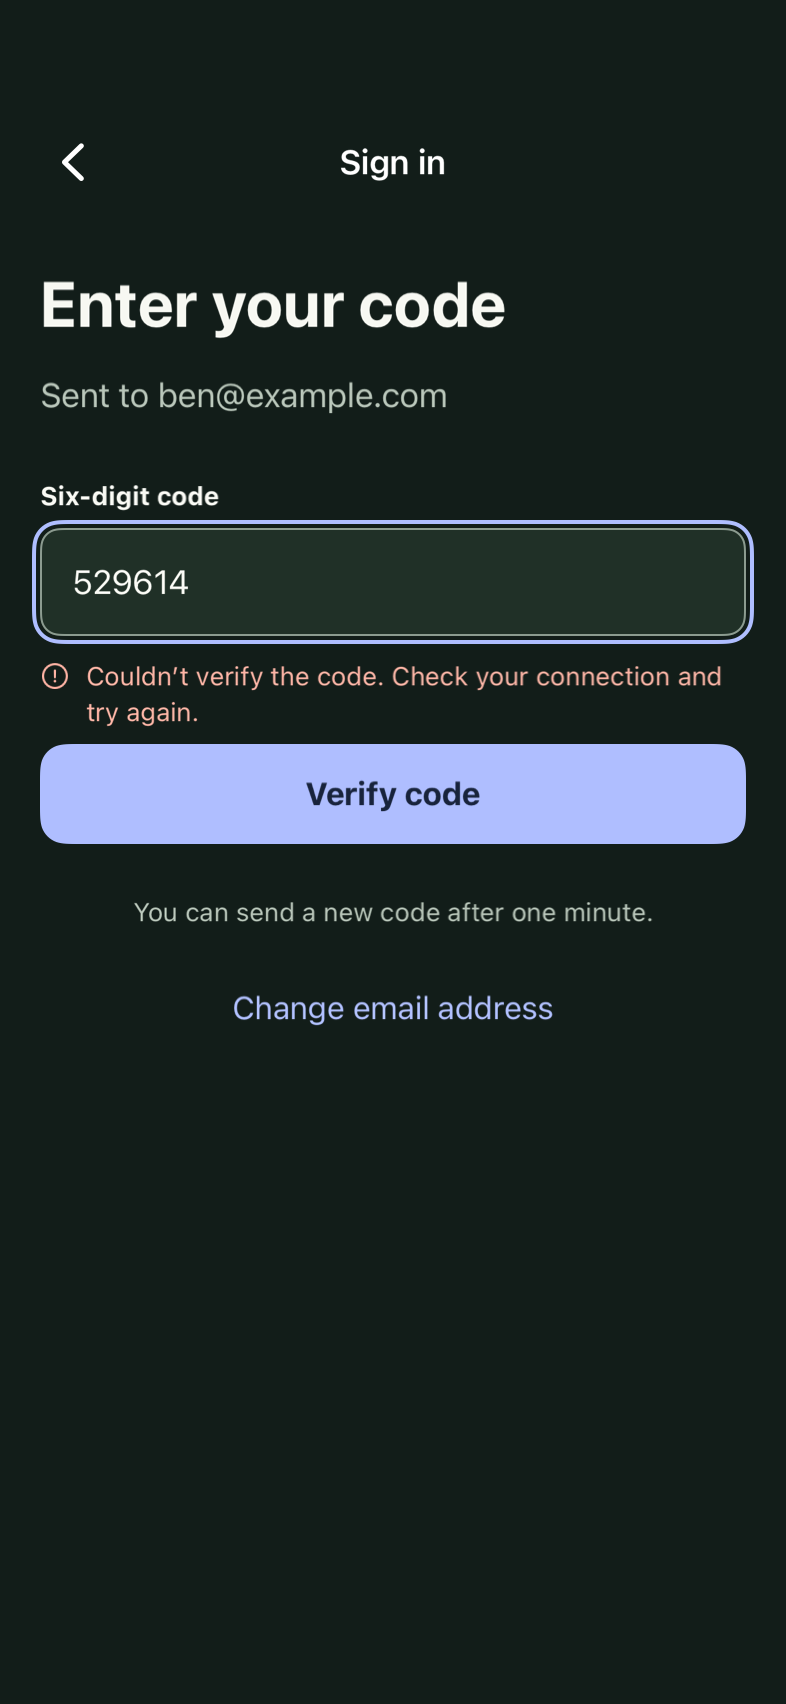 Sign in
Enter your code
Sent to ben@example.com
Six-digit code
529614
Couldn’t verify the code. Check your connection and
try again.
Verify code
You can send a new code after one minute.
Change email address